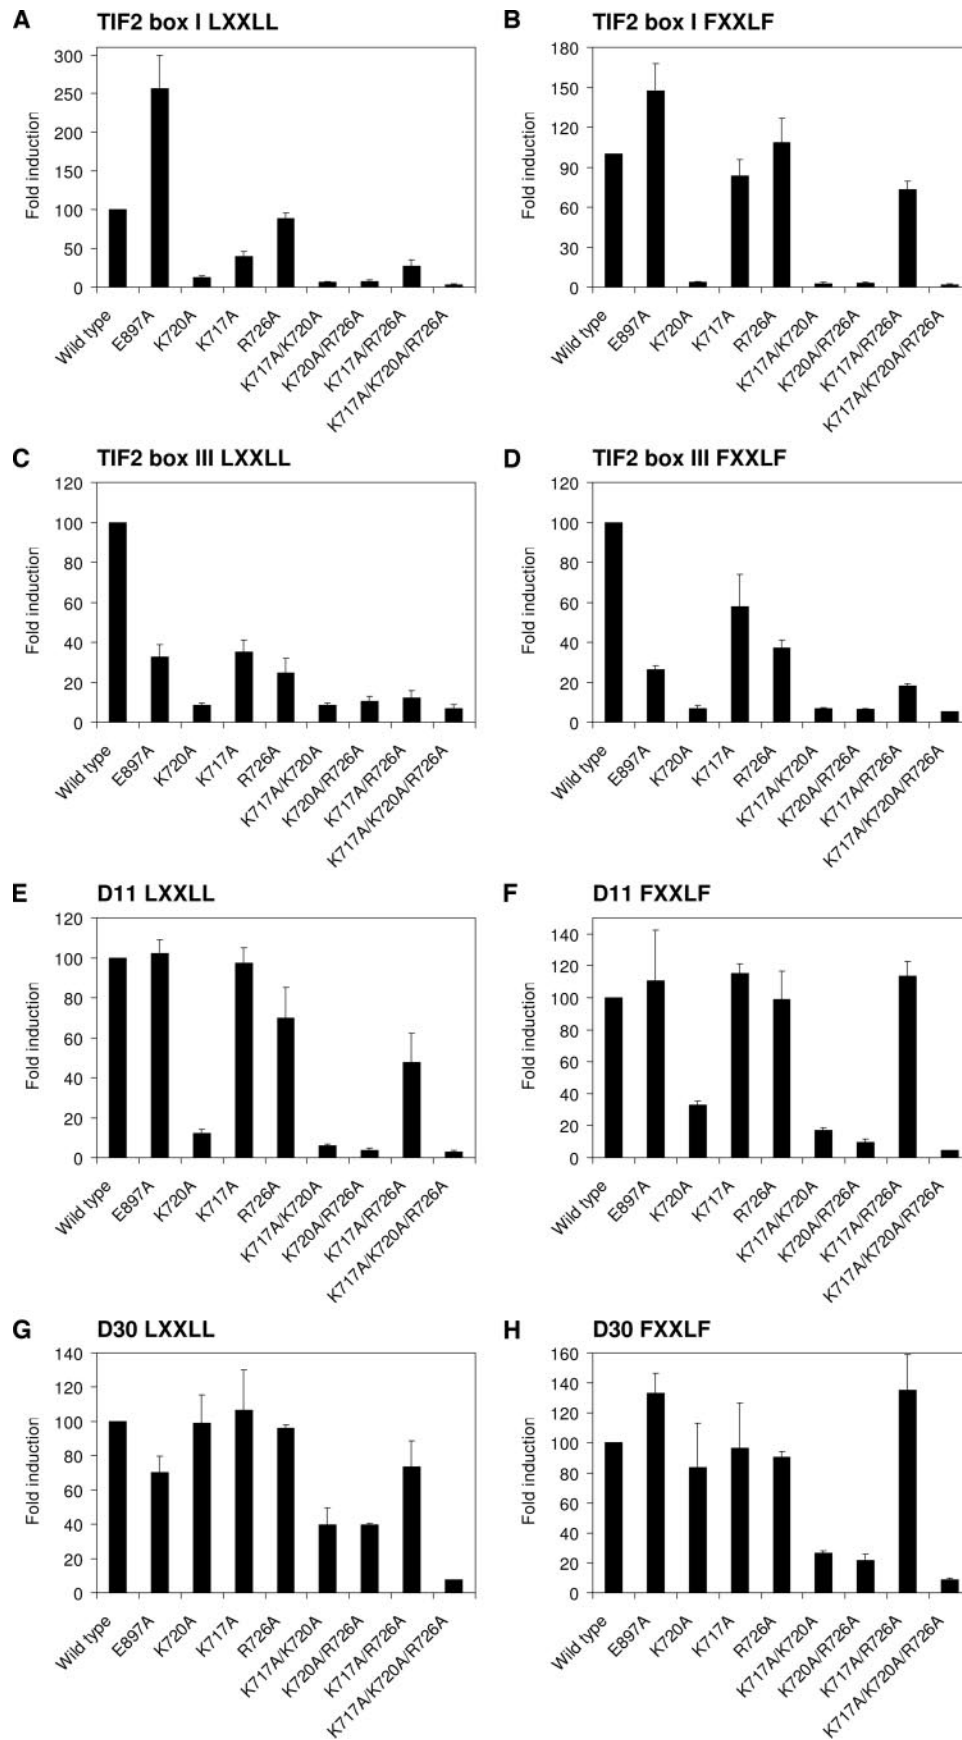 A TIF2 box I LXXLL
Fold induction
300
250
200
150
100
50
0
Wild type
E897A
K720A
K717A
R726A
K717A/K720A
K720A/R726A
K717A/R726A
K717A/K720A/R726A
B TIF2 box I FXXLF
Fold induction
180
150
120
90
60
30
0
Wild type
E897A
K720A
K717A
R726A
K717A/K720A
K720A/R726A
K717A/R726A
K717A/K720A/R726A
C TIF2 box III LXXLL
Fold induction
120
100
80
60
40
20
0
Wild type
E897A
K720A
K717A
R726A
K717A/K720A
K720A/R726A
K717A/R726A
K717A/K720A/R726A
D TIF2 box III FXXLF
Fold induction
120
100
80
60
40
20
0
Wild type
E897A
K720A
K717A
R726A
K717A/K720A
K720A/R726A
K717A/R726A
K717A/K720A/R726A
E D11 LXXLL
Fold induction
120
100
80
60
40
20
0
Wild type
E897A
K720A
K717A
R726A
K717A/K720A
K720A/R726A
K717A/R726A
K717A/K720A/R726A
F D11 FXXLF
Fold induction
140
120
100
80
60
40
20
0
Wild type
E897A
K720A
K717A
R726A
K717A/K720A
K720A/R726A
K717A/R726A
K717A/K720A/R726A
G D30 LXXLL
Fold induction
140
120
100
80
60
40
20
0
Wild type
E897A
K720A
K717A
R726A
K717A/K720A
K720A/R726A
K717A/R726A
K717A/K720A/R726A
H D30 FXXLF
Fold induction
160
140
120
100
80
60
40
20
0
Wild type
E897A
K720A
K717A
R726A
K717A/K720A
K720A/R726A
K717A/R726A
K717A/K720A/R726A